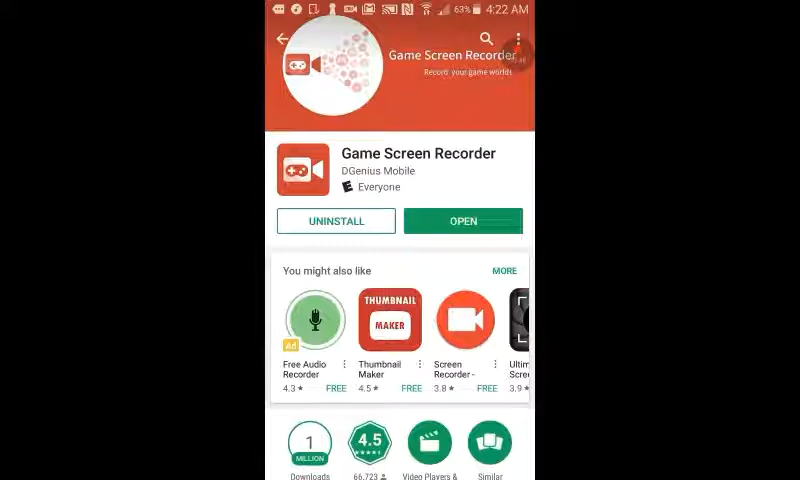 63% 4:22 AM
Game Screen Recorder
Record your game world!
Game Screen Recorder
DGenius Mobile
E Everyone
UNINSTALL OPEN
You might also like MORE
THUMBNAIL
MAKER
Ad
Free Audio Recorder
Thumbnail Maker
Screen Recorder -
Ultim Scre
4.3 ★ FREE 4.5 ★ FREE 3.8 ★ FREE 3.9 ★
1 MILLION
4.5
Downloads 66,723 Video Players & Similar